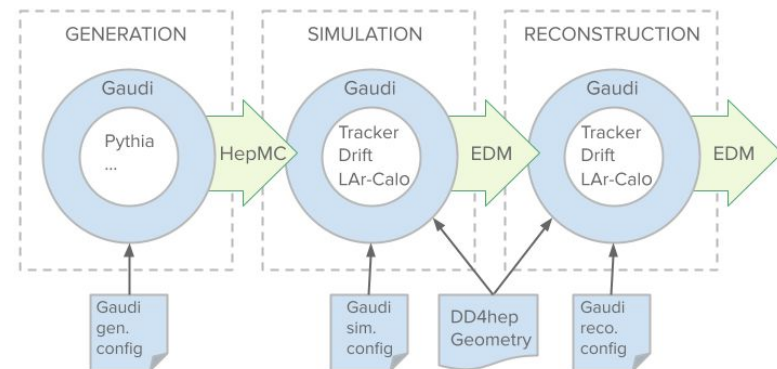 GENERATION
SIMULATION
RECONSTRUCTION
Gaudi
Pythia
...
HepMC
Gaudi
Tracker
Drift
LAr-Calo
EDM
Gaudi
Tracker
Drift
LAr-Calo
EDM
Gaudi
gen.
config
Gaudi
sim.
config
DD4hep
Geometry
Gaudi
reco.
config